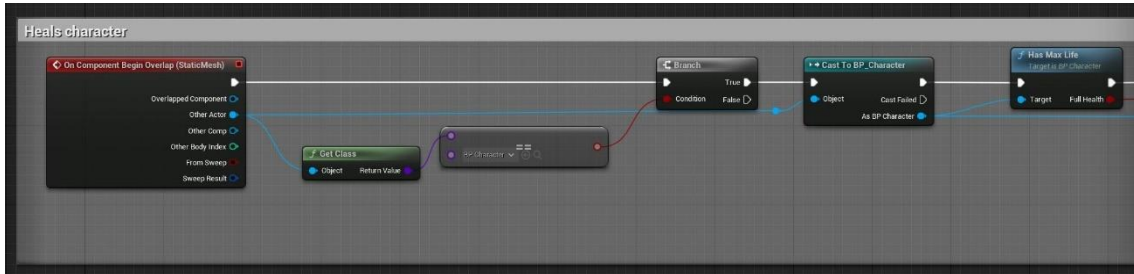 Heals character
On Component Begin Overlap (StaticMesh)
Overlapped Component
Other Actor
Other Comp
Other Body Index
From Sweep
Sweep Result
Get Class
Object Return Value
BP Character
==
Branch
True
Condition False
Cast To BP_Character
Object Cast Failed
As BP Character
Has Max Life
Target is BP Character
Target Full Health